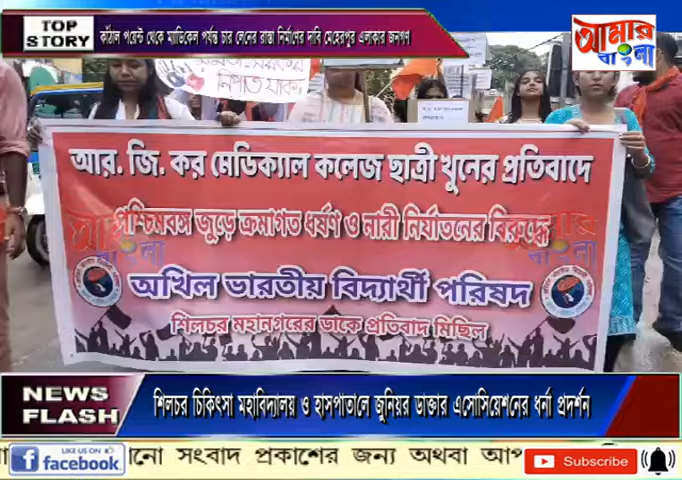 TOP STORY
কাঁঠাল পয়েন্ট থেকে ম্যাডিকেল পর্যন্ত চার লেনের রাস্তা নির্মাণের দাবি মেহেরপুর এলাকার জনগণ
আমার বাংলা
নিপাত যাক
আর. জি. কর মেডিক্যাল কলেজ ছাত্রী খুনের প্রতিবাদে
পশ্চিমবঙ্গ জুড়ে ক্রমাগত ধর্ষণ ও নারী নির্যাতনের বিরুদ্ধে
অখিল ভারতীয় বিদ্যার্থী পরিষদ
শিলচর মহানগরের ডাকে প্রতিবাদ মিছিল
NEWS FLASH
শিলচর চিকিৎসা মহাবিদ্যালয় ও হাসপাতালে জুনিয়র ডাক্তার এসোসিয়েশনের ধর্না প্রদর্শন
LIKE US ON
facebook
নো সংবাদ প্রকাশের জন্য অথবা আপ
Subscribe